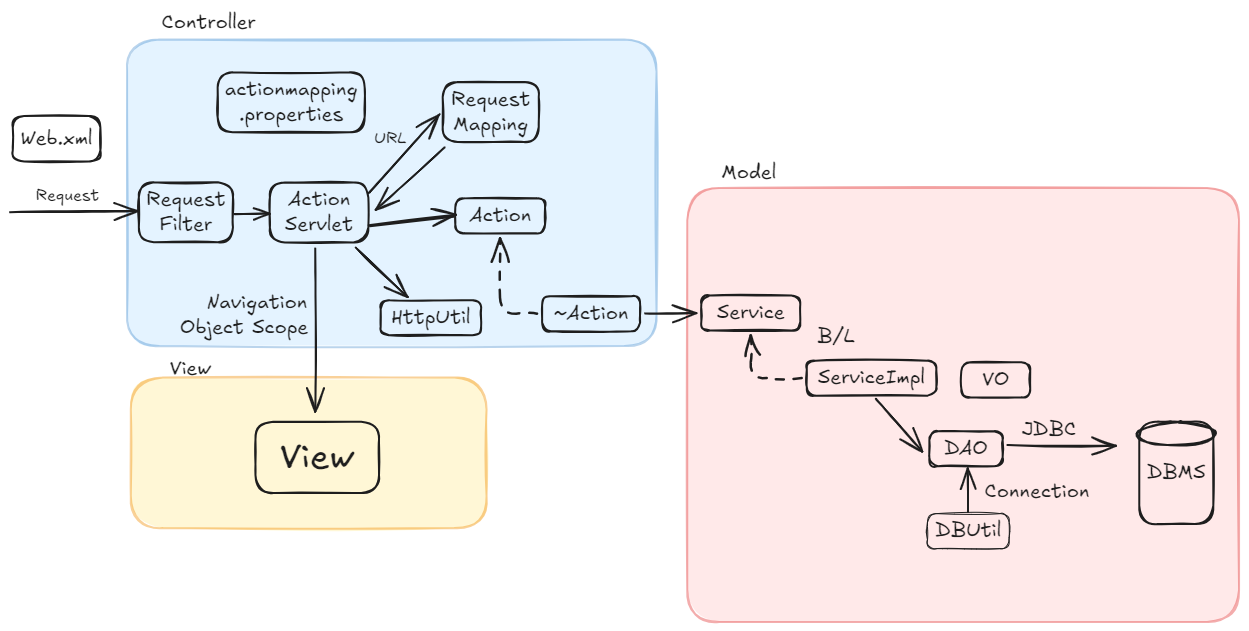 Controller
actionmapping
.properties
Request
Mapping
URL
Web.xml
Request
Request
Filter
Action
Servlet
Action
Navigation
Object Scope
HttpUtil
~Action
View
View
Model
Service
B/L
ServiceImpl
VO
DAO
JDBC
DBMS
Connection
DBUtil